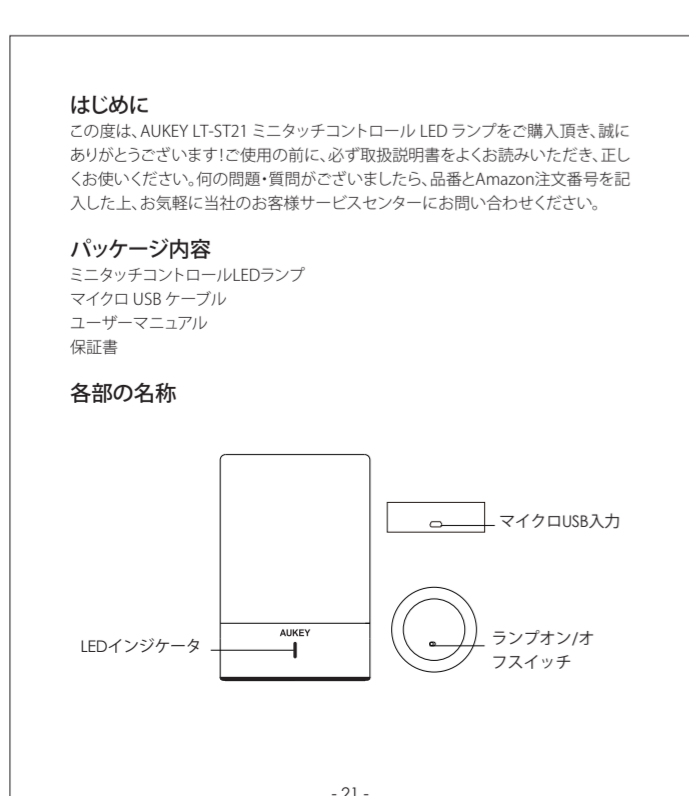 はじめに
この度は、AUKEY LT-ST21 ミニタッチコントロール LED ランプをご購入頂き、誠に
ありがとうございます!ご使用の前に、必ず取扱説明書をよくお読みいただき、正し
くお使いください。何の問題・質問がございましたら、品番とAmazon注文番号を記
入した上、お気軽に当社のお客様サービスセンターにお問い合わせください。
パッケージ内容
ミニタッチコントロールLEDランプ
マイクロ USB ケーブル
ユーザーマニュアル
保証書
各部の名称
マイクロUSB入力
AUKEY
LEDインジケータ
ランプオン/オ
フスイッチ
- 21 -